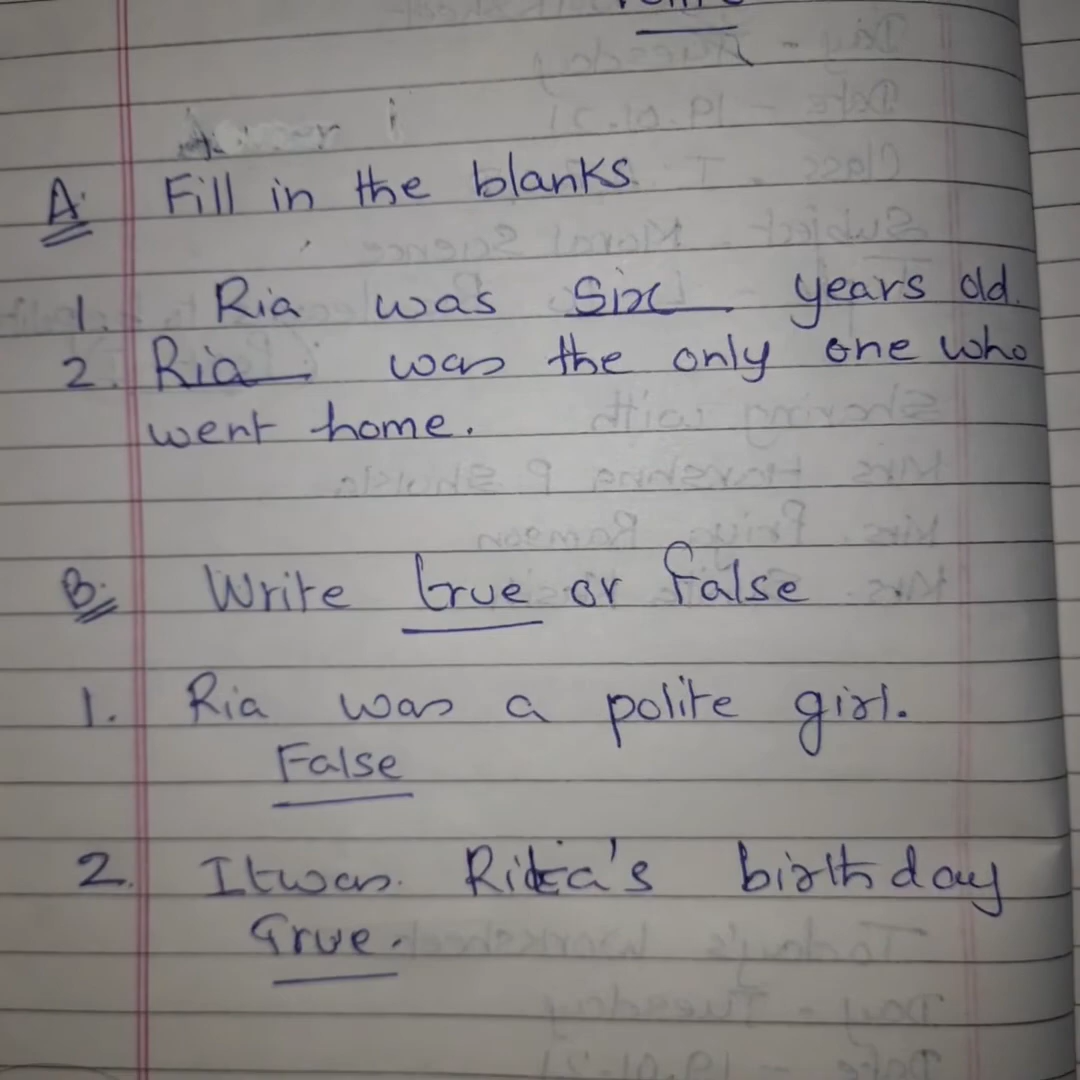 A. Fill in the blanks.
1. Ria was Six years old.
2. Ria was the only one who
went home.
B. Write true or false
1. Ria was a polite girl.
False
2. It was. Rita's birthday
True.